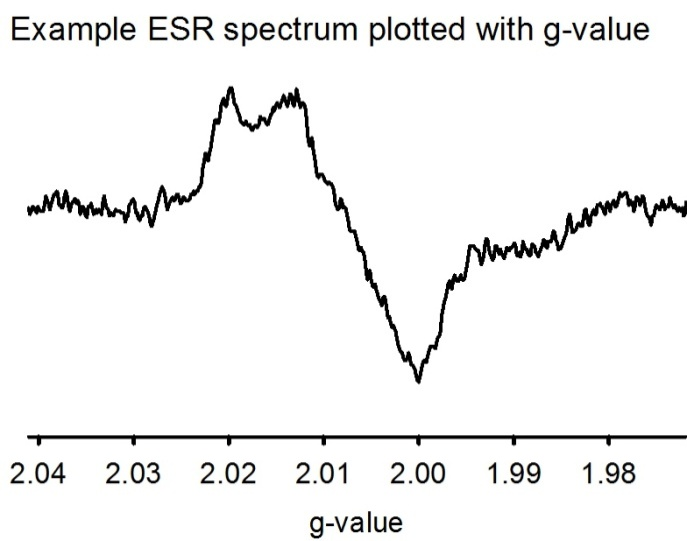 Example ESR spectrum plotted with g-value
2.04 2.03 2.02 2.01 2.00 1.99 1.98
g-value